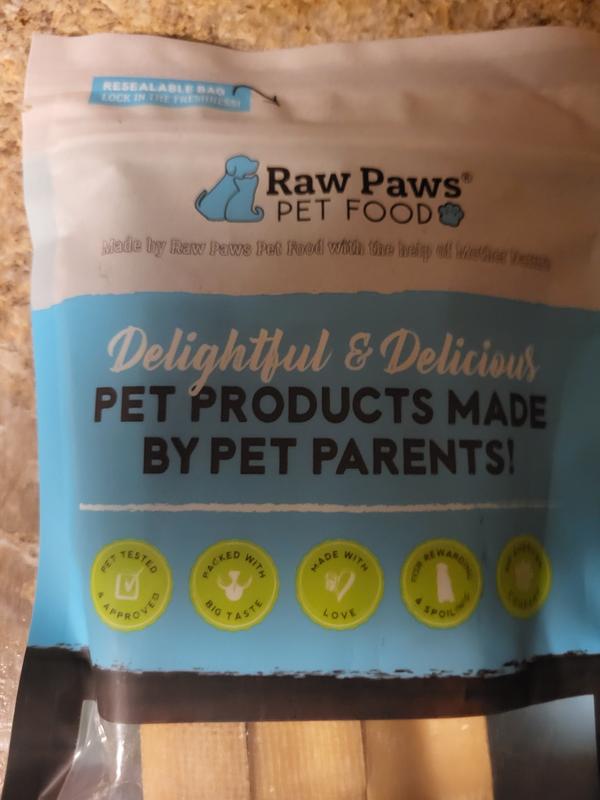 RESEALABLE BAG
LOCK IN THE FRESHNESS!
Raw Paws®
PET FOOD
Made by Raw Paws Pet Food with the help of Mother Nature
Delightful & Delicious
PET PRODUCTS MADE
BY PET PARENTS!
PET TESTED
& APPROVED
PACKED WITH
BIG TASTE
MADE WITH
LOVE
FOR REWARDING
& SPOILING